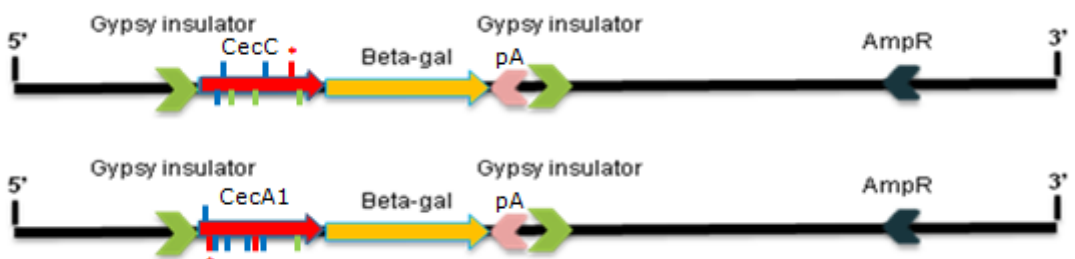 Gypsy insulator Gypsy insulator
5' CecC * Beta-gal pA AmpR 3'
Gypsy insulator Gypsy insulator
5' CecA1 Beta-gal pA AmpR 3'
*